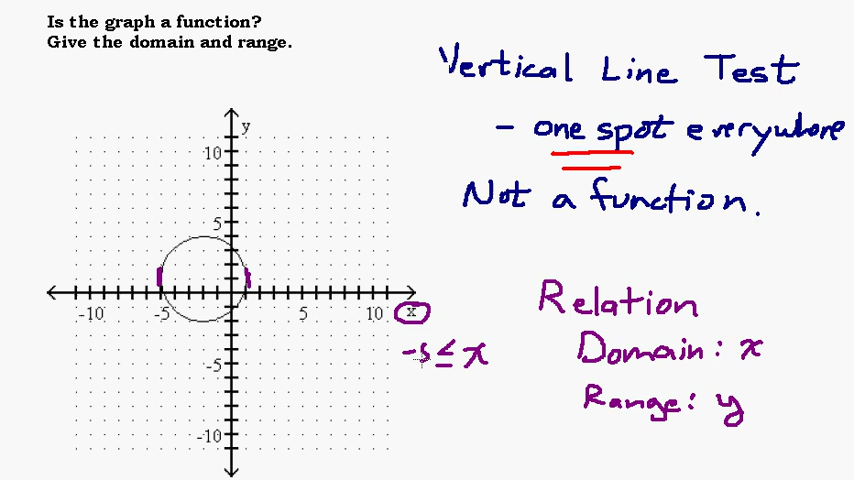 Is the graph a function?
Give the domain and range.
Vertical Line Test
- one spot everywhere
Not a function.
y
10
5
-10 -5 5 10 x
-5
-10
Relation
-5 ≤ x
Domain: x
Range: y